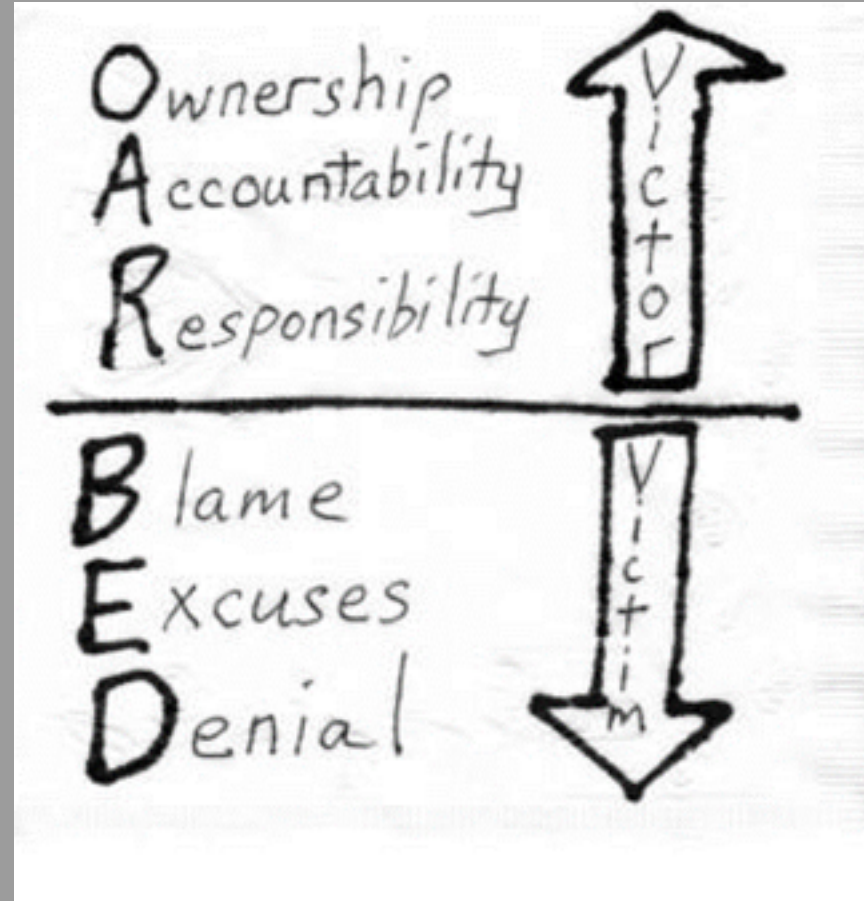 Ownership
Accountability
Responsibility
Victor
Blame
Excuses
Denial
Victim